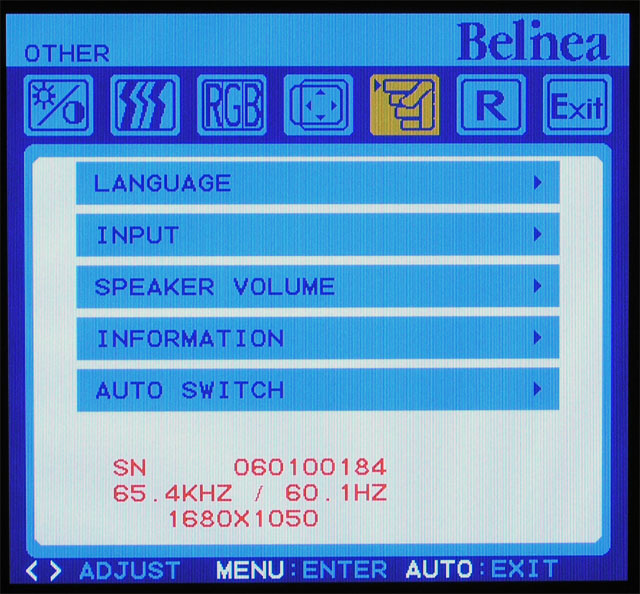 OTHER
Belinea
RGB
R
Exit
LANGUAGE
INPUT
SPEAKER VOLUME
INFORMATION
AUTO SWITCH
SN 060100184
65.4KHZ / 60.1HZ
1680X1050
< > ADJUST MENU:ENTER AUTO:EXIT